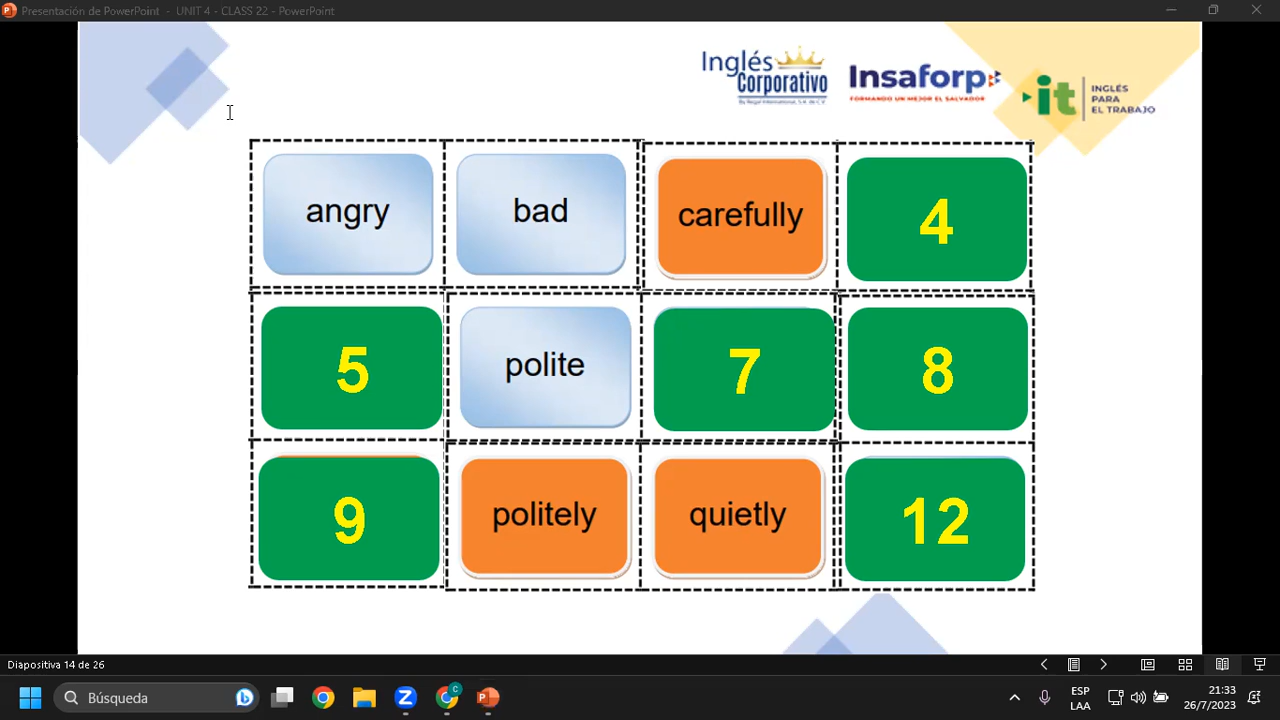 Presentación de PowerPoint - UNIT 4 - CLASS 22 - PowerPoint
Inglés
Corporativo
Insaforp
FORMANDO UN MEJOR EL SALVADOR
it
INGLÉS
PARA
EL TRABAJO
angry
bad
carefully
4
5
polite
7
8
9
politely
quietly
12
Diapositiva 14 de 26
Búsqueda
ESP
LAA
21:33
26/7/2023